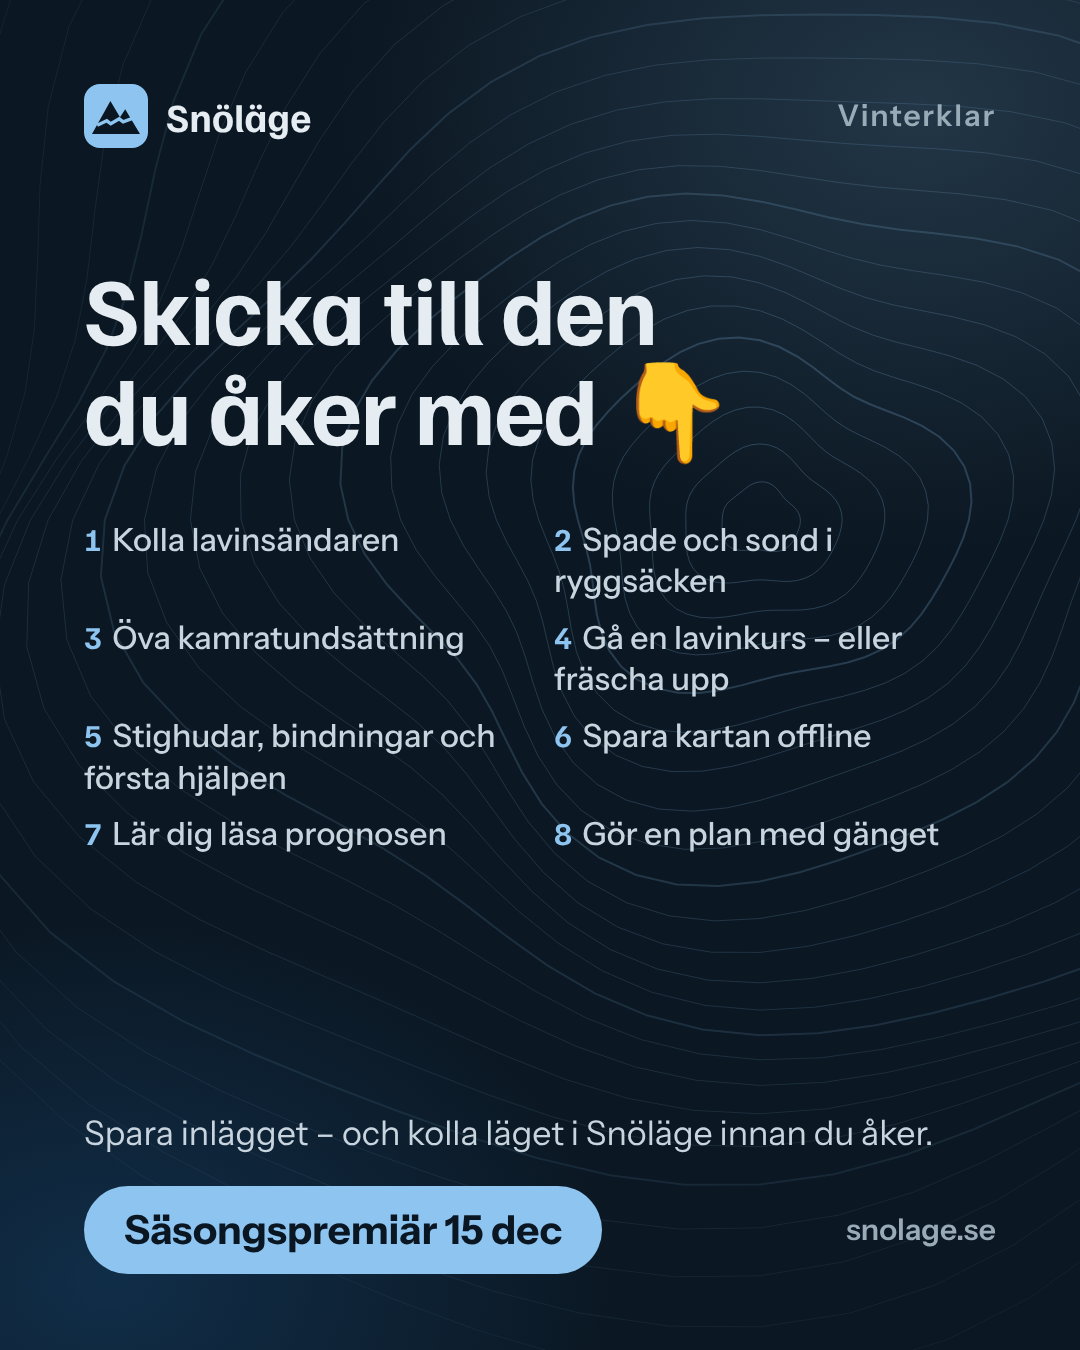 Snöläge
Vinterklar
Skicka till den
du åker med 👇
1 Kolla lavinsändaren
2 Spade och sond i
ryggsäcken
3 Öva kamratundsättning
4 Gå en lavinkurs – eller
fräscha upp
5 Stighudar, bindningar och
första hjälpen
6 Spara kartan offline
7 Lär dig läsa prognosen
8 Gör en plan med gänget
Spara inlägget – och kolla läget i Snöläge innan du åker.
Säsongspremiär 15 dec
snolage.se